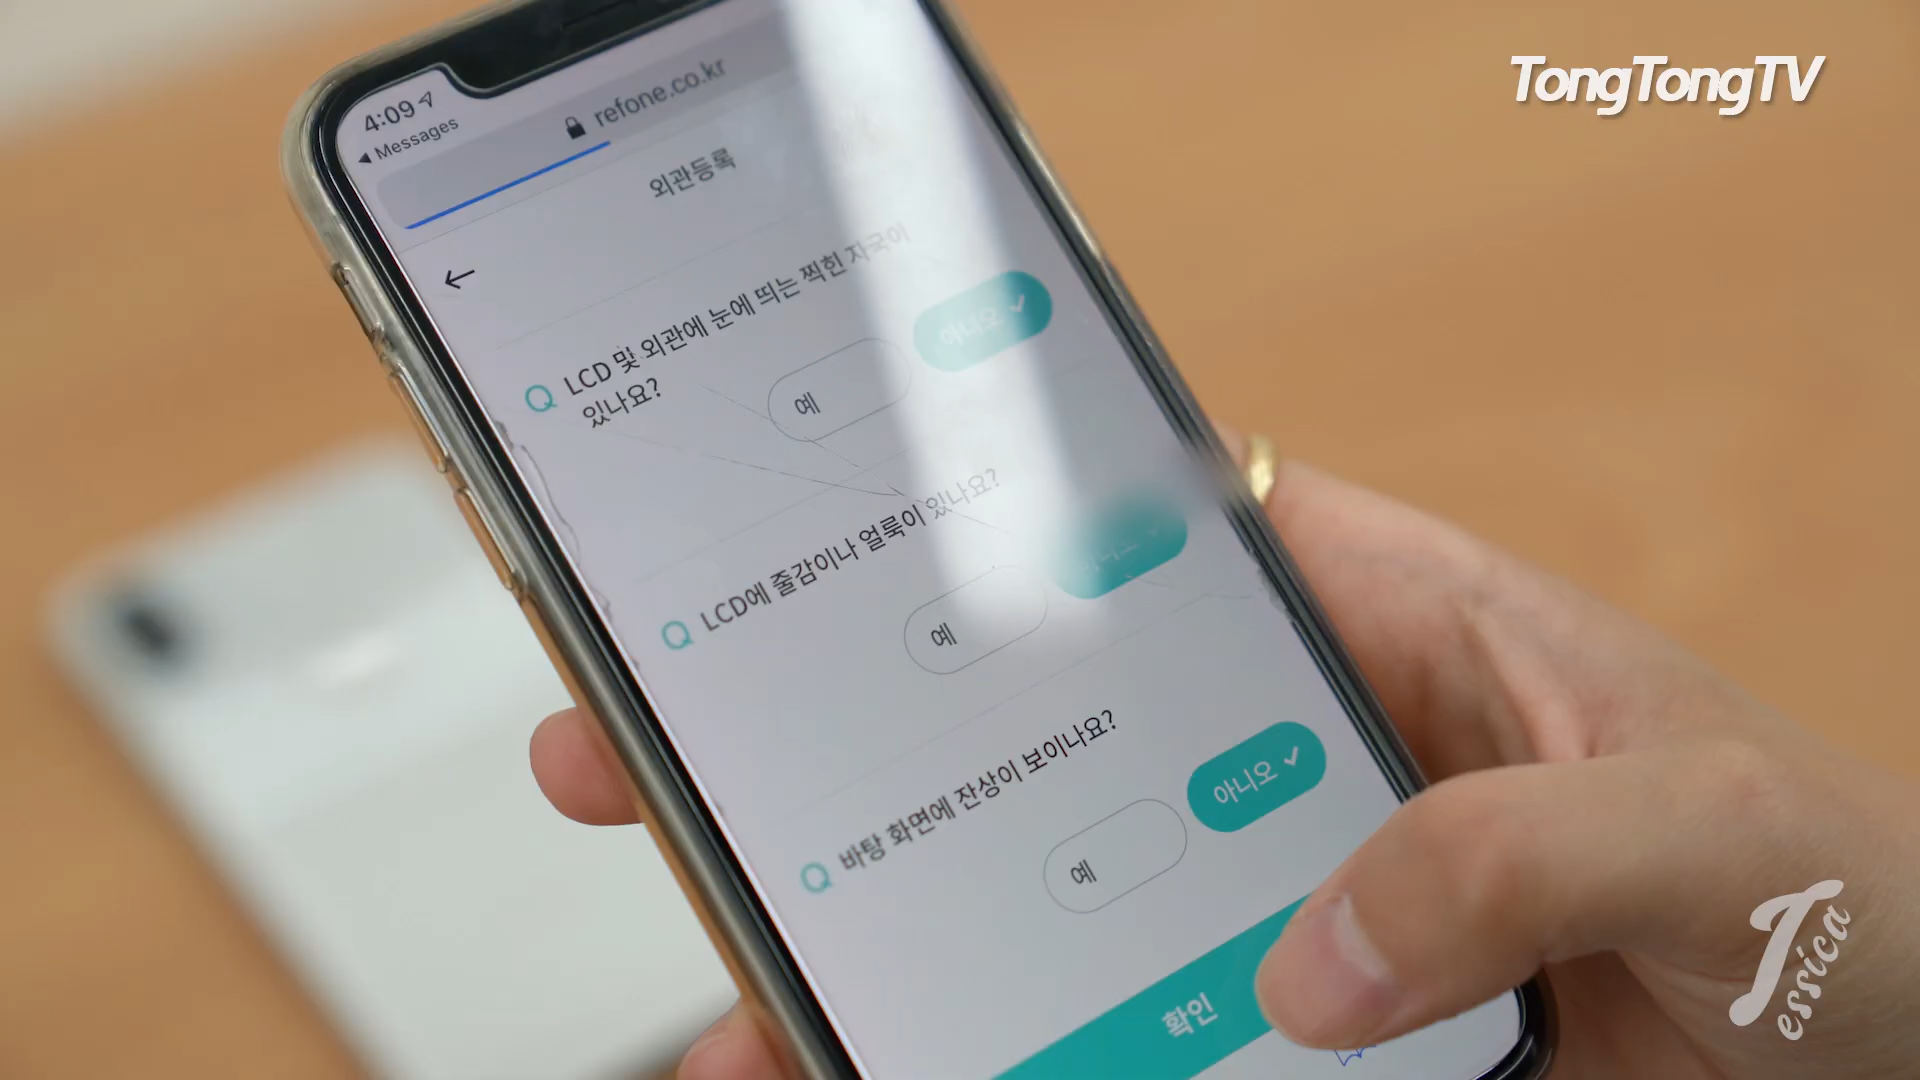 TongTongTV
4:09
Messages
refone.co.kr
외관등록
Q LCD 및 외관에 눈에 띄는 찍힌 자국이
있나요?
예
아니오
Q LCD에 줄감이나 얼룩이 있나요?
예
Q 바탕 화면에 잔상이 보이나요?
예
아니오
확인
Jessica